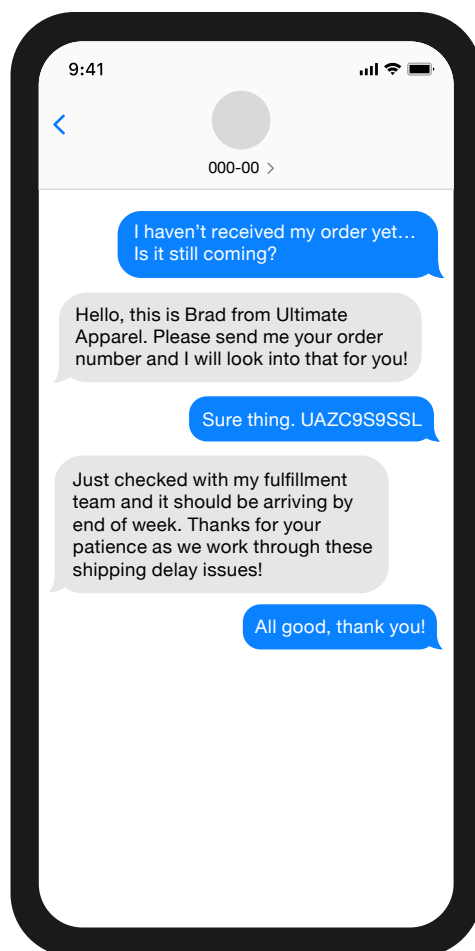 9:41
000-00
I haven’t received my order yet…
Is it still coming?
Hello, this is Brad from Ultimate
Apparel. Please send me your order
number and I will look into that for you!
Sure thing. UAZC9S9SSL
Just checked with my fulfillment
team and it should be arriving by
end of week. Thanks for your
patience as we work through these
shipping delay issues!
All good, thank you!